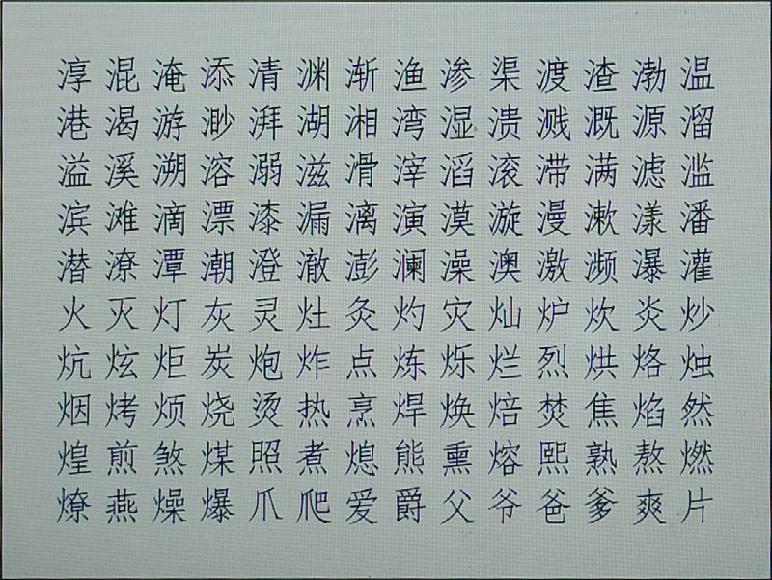 淳混淹添清渊渐渔渗渠渡渣渤温
港渴游渺湃湖湘湾湿溃溅溉源溜
溢溪溯溶溺滋滑滓滔滚滞满滤滥
滨滩滴漂漆漏漓演漠漩漫漱漾潘
潜潦潭潮澄澈澎澜澡澳激濒瀑灌
火灭灯灰灵灶灸灼灾灿炉炊炎炒
炕炫炬炭炮炸点炼烁烂烈烘烙烛
烟烤烦烧烫热烹焊焕焙焚焦焰然
煌煎煞煤照煮熄熊熏熔熙熟熬燃
燎燕燥爆爪爬爱爵父爷爸爹爽片